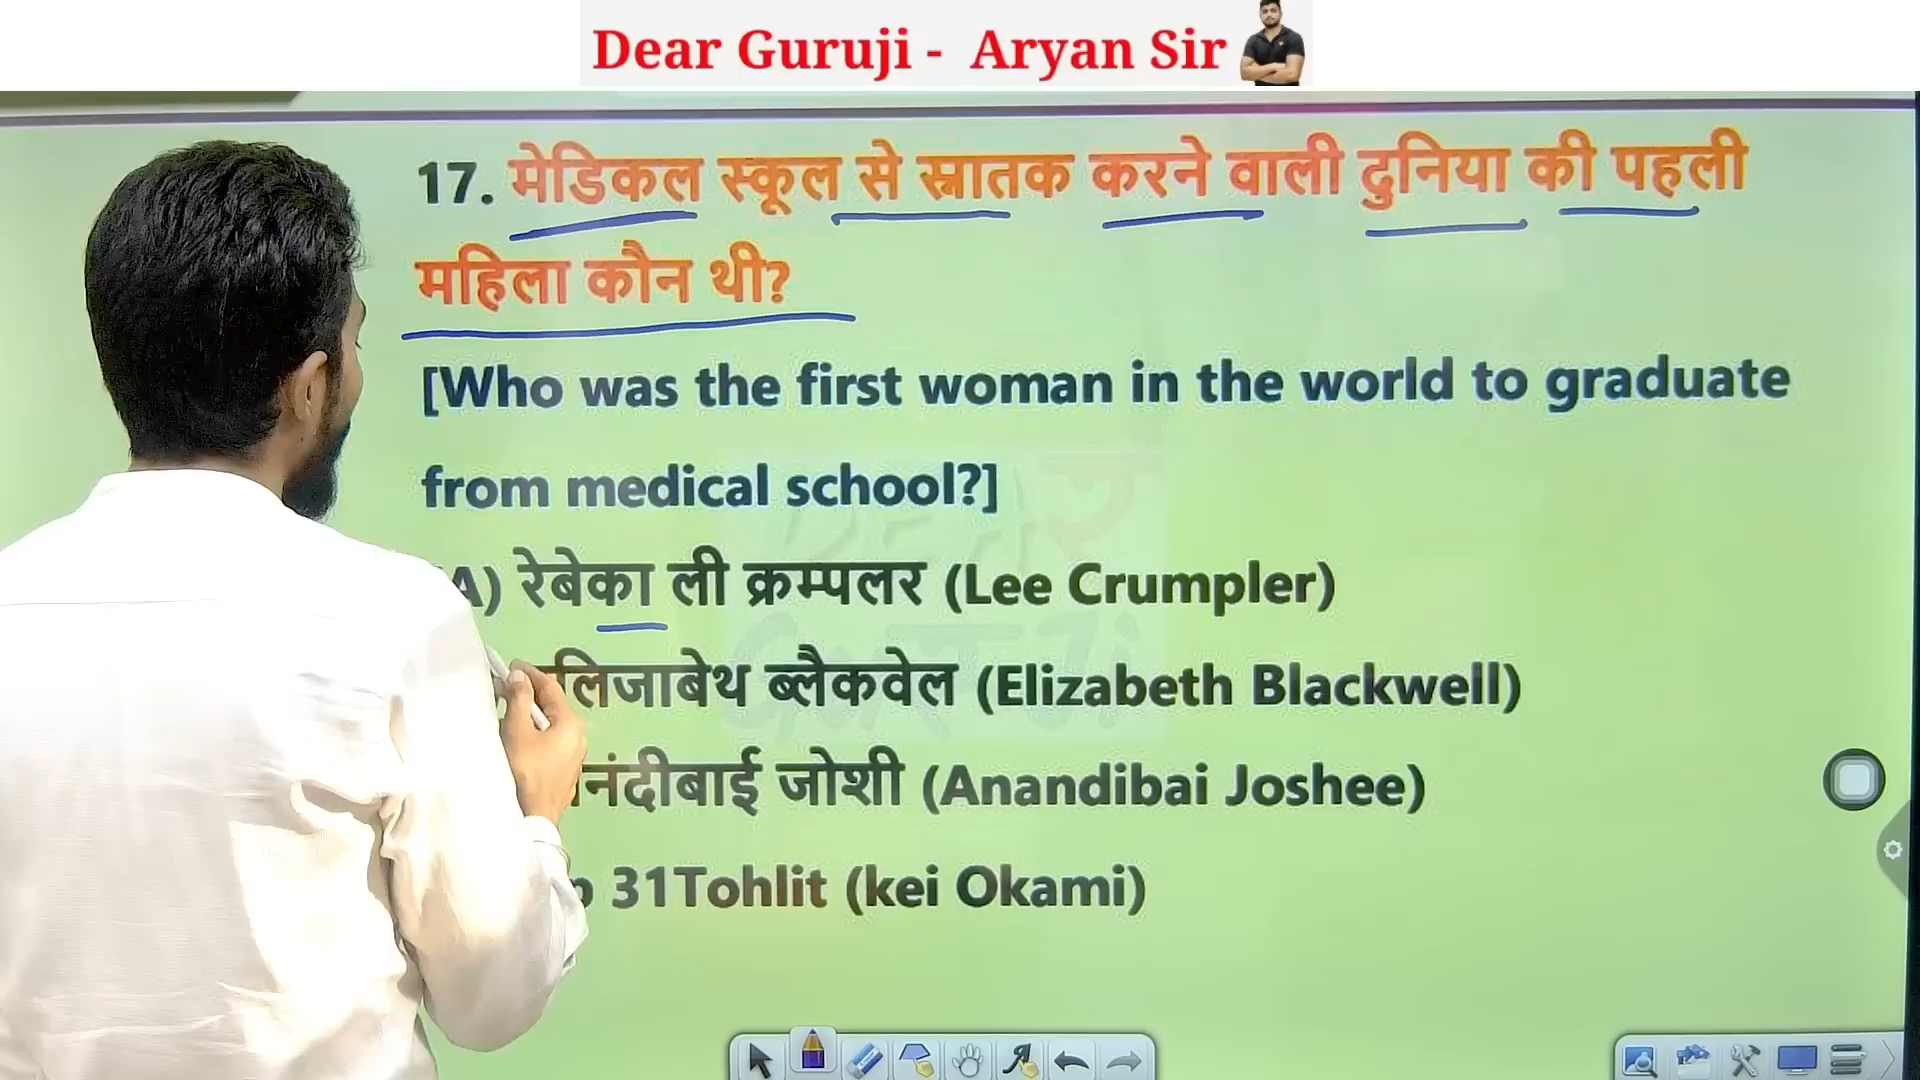 Dear Guruji - Aryan Sir
17. मेडिकल स्कूल से स्नातक करने वाली दुनिया की पहली
महिला कौन थी?
[Who was the first woman in the world to graduate
from medical school?]
A) रेबेका ली क्रम्पलर (Lee Crumpler)
लिजाबेथ ब्लैकवेल (Elizabeth Blackwell)
नंदीबाई जोशी (Anandibai Joshee)
31Tohlit (kei Okami)